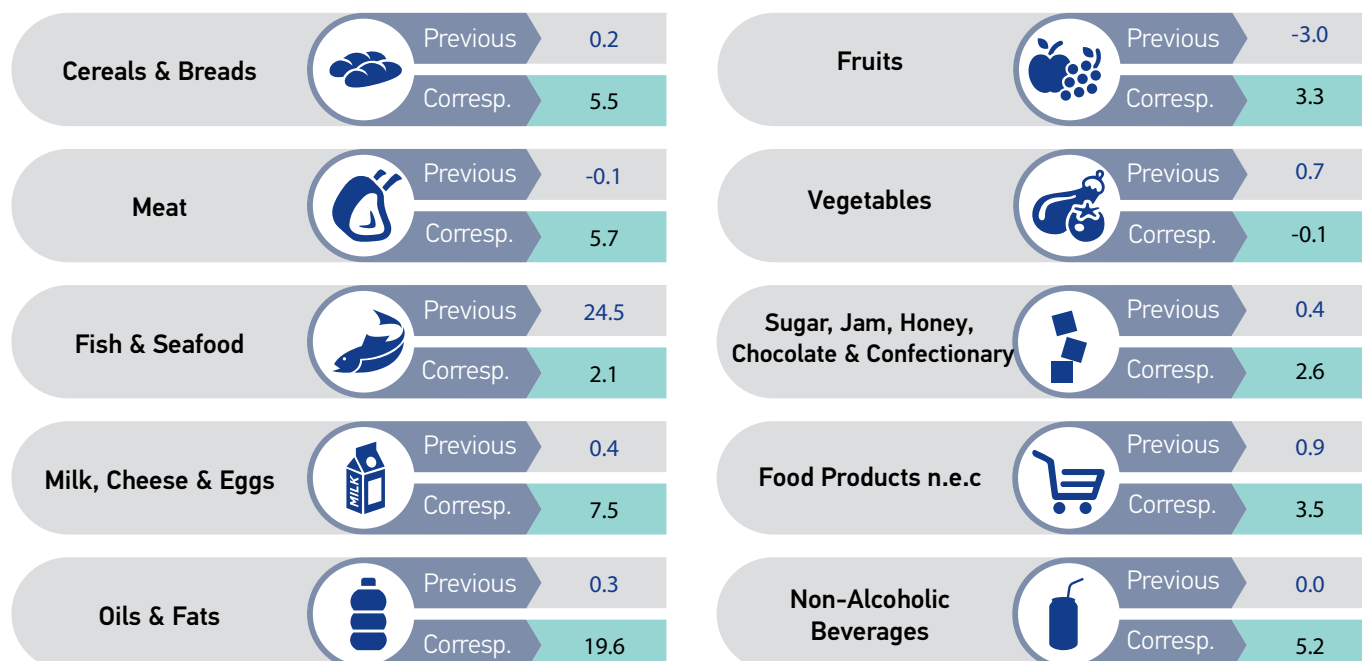 Cereals & Breads
Previous 0.2
Corresp. 5.5
Meat
Previous -0.1
Corresp. 5.7
Fish & Seafood
Previous 24.5
Corresp. 2.1
Milk, Cheese & Eggs
MILK
Previous 0.4
Corresp. 7.5
Oils & Fats
Previous 0.3
Corresp. 19.6
Fruits
Previous -3.0
Corresp. 3.3
Vegetables
Previous 0.7
Corresp. -0.1
Sugar, Jam, Honey,
Chocolate & Confectionary
Previous 0.4
Corresp. 2.6
Food Products n.e.c
Previous 0.9
Corresp. 3.5
Non-Alcoholic
Beverages
Previous 0.0
Corresp. 5.2